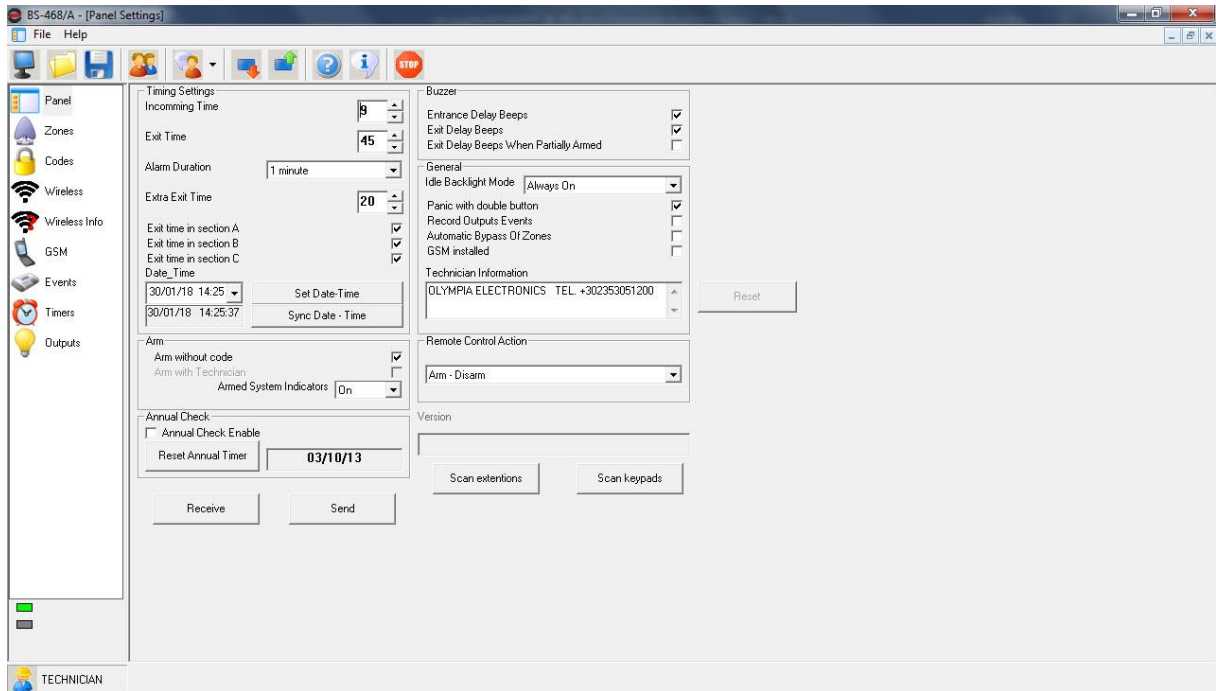 BS-468/A - [Panel Settings]
File Help
STOP
Panel
Zones
Codes
Wireless
Wireless Info
GSM
Events
Timers
Outputs
TECHNICIAN
Timing Settings
Incomming Time 9
Exit Time 45
Alarm Duration 1 minute
Extra Exit Time 20
Exit time in section A
Exit time in section B
Exit time in section C
Date_Time
30/01/18 14:25 Set Date-Time
30/01/18 14:25:37 Sync Date - Time
Arm
Arm without code
Arm with Technician
Armed System Indicators On
Annual Check
Annual Check Enable
Reset Annual Timer 03/10/13
Receive Send
Buzzer
Entrance Delay Beeps
Exit Delay Beeps
Exit Delay Beeps When Partially Armed
General
Idle Backlight Mode Always On
Panic with double button
Record Outputs Events
Automatic Bypass Of Zones
GSM installed
Technician Information
OLYMPIA ELECTRONICS TEL. +302353051200
Reset
Remote Control Action
Arm - Disarm
Version
Scan extentions Scan keypads